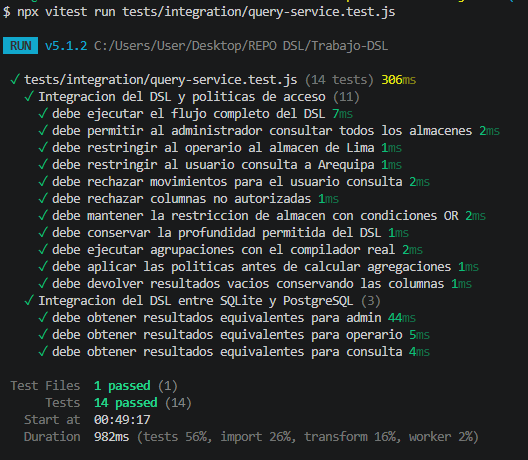 $ npx vitest run tests/integration/query-service.test.js
RUN v5.1.2 C:/Users/User/Desktop/REPO DSL/Trabajo-DSL
✓ tests/integration/query-service.test.js (14 tests) 306ms
✓ Integracion del DSL y politicas de acceso (11)
✓ debe ejecutar el flujo completo del DSL 7ms
✓ debe permitir al administrador consultar todos los almacenes 2ms
✓ debe restringir al operario al almacen de Lima 1ms
✓ debe restringir al usuario consulta a Arequipa 1ms
✓ debe rechazar movimientos para el usuario consulta 2ms
✓ debe rechazar columnas no autorizadas 1ms
✓ debe mantener la restriccion de almacen con condiciones OR 2ms
✓ debe conservar la profundidad permitida del DSL 1ms
✓ debe ejecutar agrupaciones con el compilador real 2ms
✓ debe aplicar las politicas antes de calcular agregaciones 1ms
✓ debe devolver resultados vacios conservando las columnas 1ms
✓ Integracion del DSL entre SQLite y PostgreSQL (3)
✓ debe obtener resultados equivalentes para admin 44ms
✓ debe obtener resultados equivalentes para operario 5ms
✓ debe obtener resultados equivalentes para consulta 4ms
Test Files 1 passed (1)
Tests 14 passed (14)
Start at 00:49:17
Duration 982ms (tests 56%, import 26%, transform 16%, worker 2%)